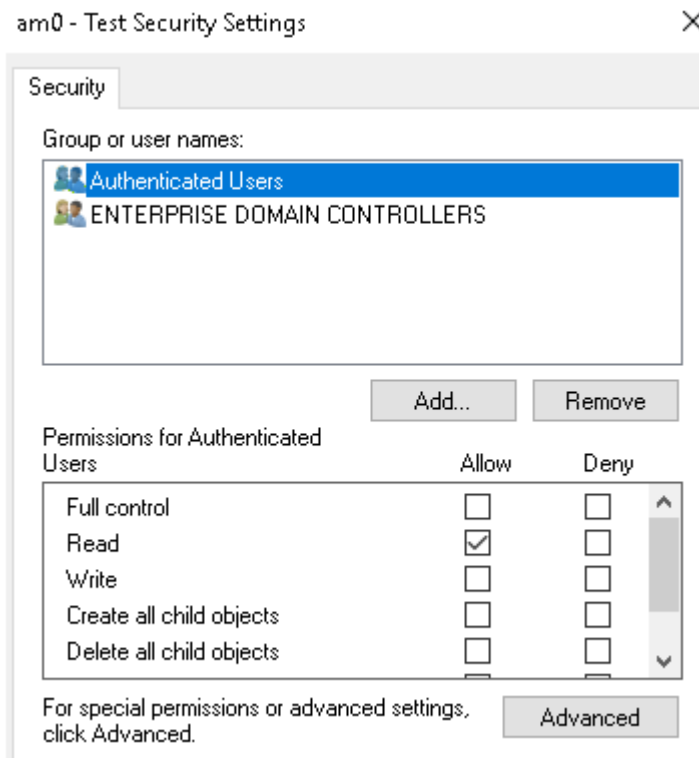 am0 - Test Security Settings
Security
Group or user names:
Authenticated Users
ENTERPRISE DOMAIN CONTROLLERS
Add...
Remove
Permissions for Authenticated
Users
Allow
Deny
Full control
Read
Write
Create all child objects
Delete all child objects
For special permissions or advanced settings,
click Advanced.
Advanced